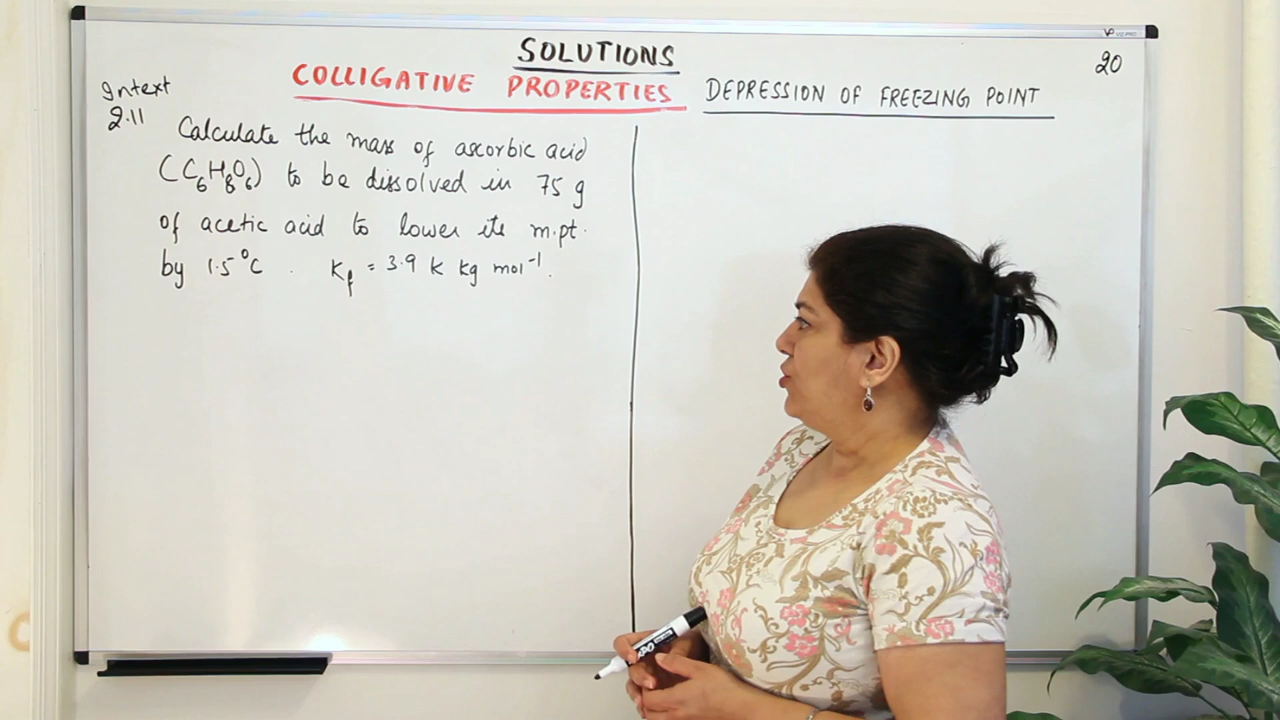 SOLUTIONS
COLLIGATIVE PROPERTIES DEPRESSION OF FREEZING POINT
20
Intext
2.11
Calculate the mass of ascorbic acid
(C₆H₈O₆) to be dissolved in 75 g
of acetic acid to lower its m.pt.
by 1.5°C . Kf = 3.9 K kg mol⁻¹.
EXPO